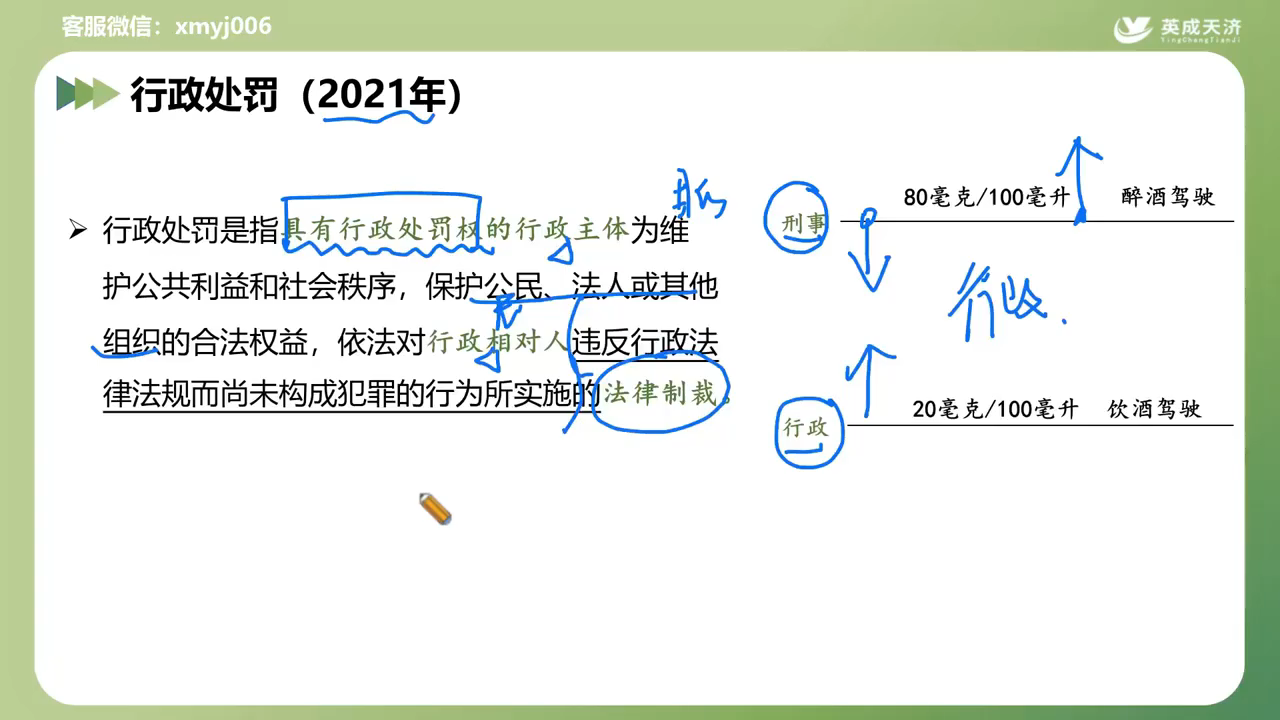 客服微信：xmyj006
英成天济
YingChengTianJi
行政处罚（2021年）
行政处罚是指具有行政处罚权的行政主体为维
护公共利益和社会秩序，保护公民、法人或其他
组织的合法权益，依法对行政相对人违反行政法
律法规而尚未构成犯罪的行为所实施的法律制裁。
80毫克/100毫升 醉酒驾驶
刑事
行政.
20毫克/100毫升 饮酒驾驶
行政